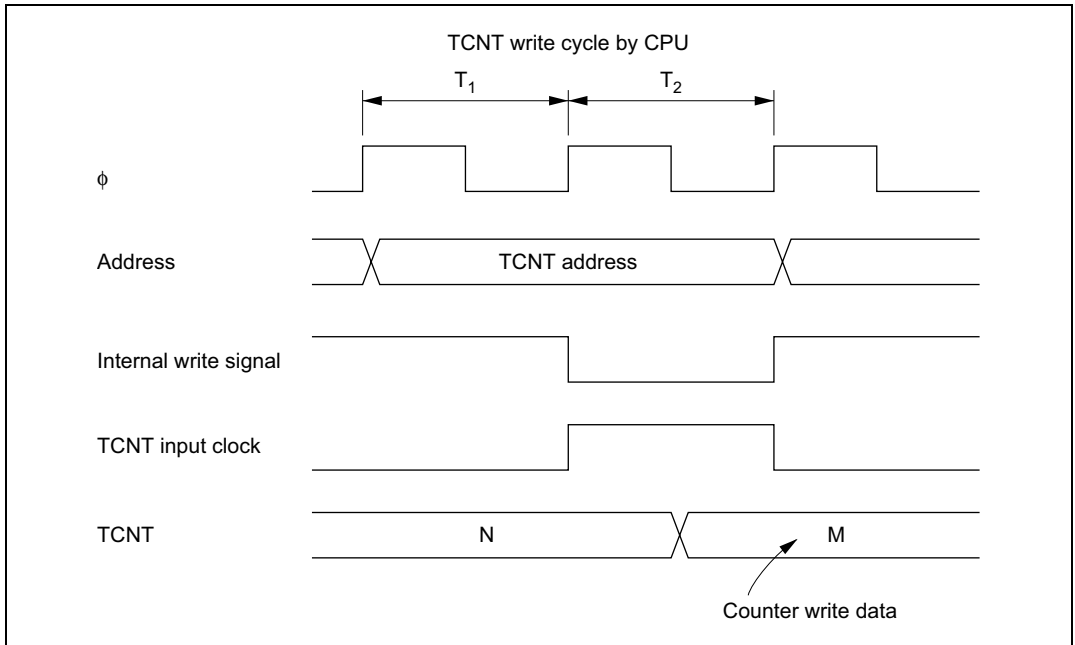 TCNT write cycle by CPU
T1 T2
ϕ
Address TCNT address
Internal write signal
TCNT input clock
TCNT N M
Counter write data